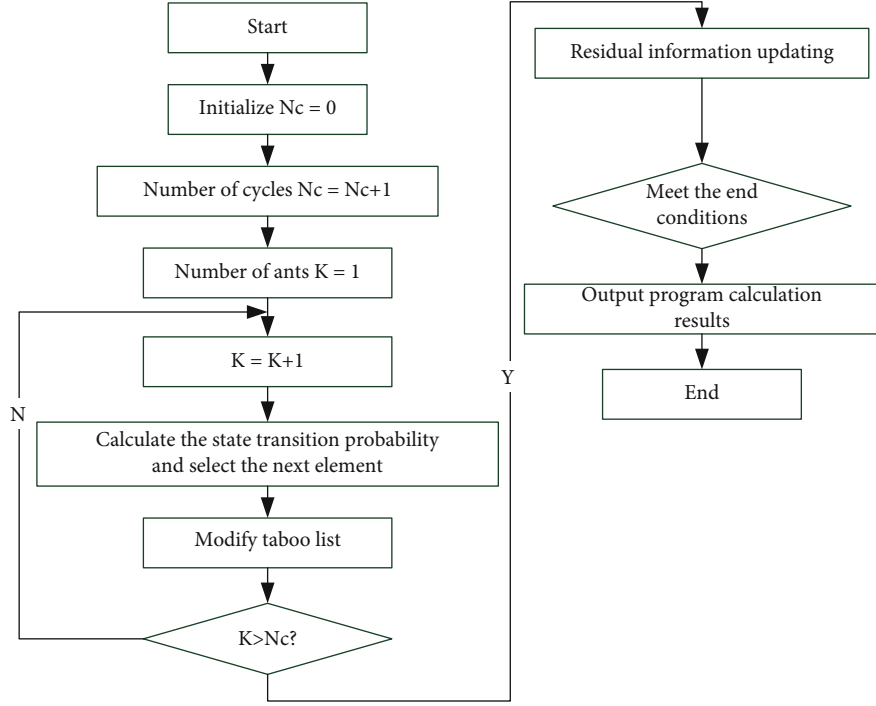 Start
Initialize Nc = 0
Number of cycles Nc = Nc+1
Number of ants K = 1
K = K+1
N
Calculate the state transition probability
and select the next element
Modify taboo list
K>Nc?
Y
Residual information updating
Meet the end
conditions
Output program calculation
results
End